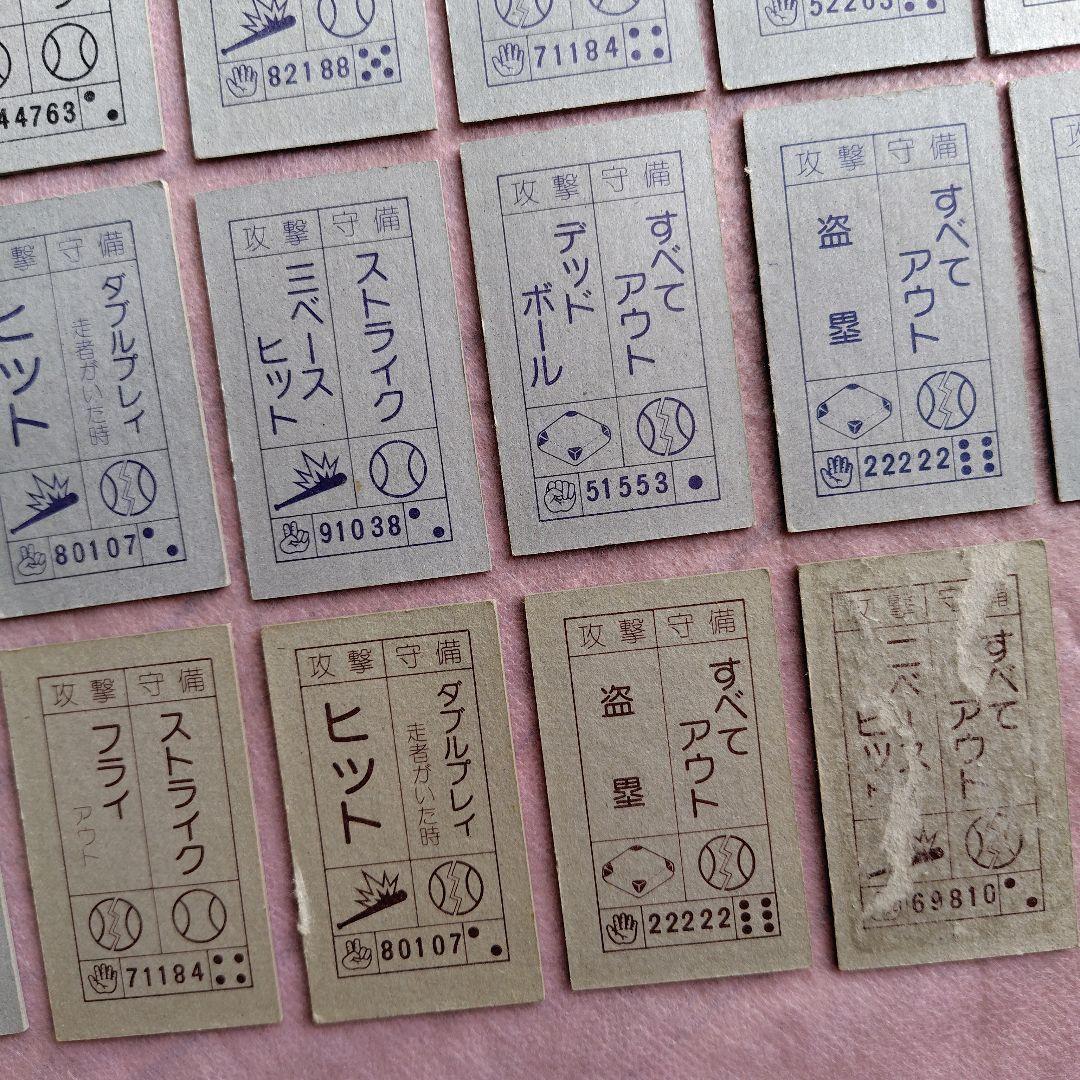 44763
82188
71184
52263
撃 守 備
ヒット
ダブルプレイ
走者がいた時
80107
攻 撃 守 備
三ベース
ヒット
ストライク
91038
攻 撃 守 備
デッド
ボール
すべて
アウト
51553
攻 撃 守 備
盗 塁
すべて
アウト
22222
攻
攻 撃 守 備
フライ
アウト
ストライク
71184
攻 撃 守 備
ヒット
ダブルプレイ
走者がいた時
80107
攻 撃 守 備
盗 塁
すべて
アウト
22222
攻 撃 守 備
ヒット
すべて
アウト
69810